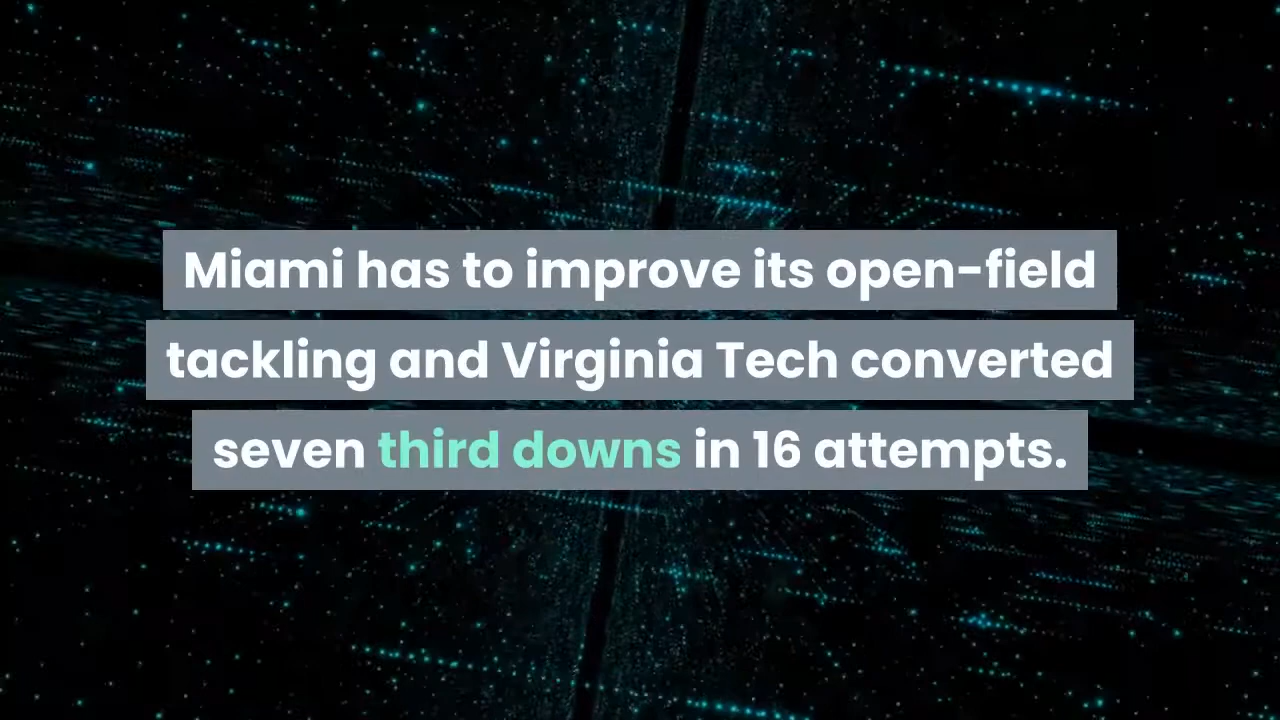 Miami has to improve its open-field
tackling and Virginia Tech converted
seven third downs in 16 attempts.